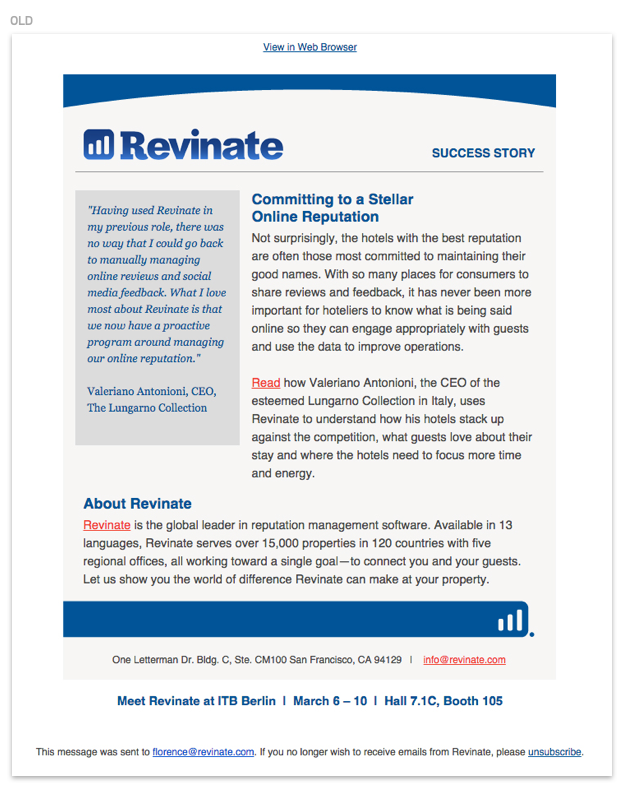 OLD
View in Web Browser
Revinate
SUCCESS STORY
"Having used Revinate in
my previous role, there was
no way that I could go back
to manually managing
online reviews and social
media feedback. What I love
most about Revinate is that
we now have a proactive
program around managing
our online reputation."
Valeriano Antonioni, CEO,
The Lungarno Collection
Committing to a Stellar
Online Reputation
Not surprisingly, the hotels with the best reputation
are often those most committed to maintaining their
good names. With so many places for consumers to
share reviews and feedback, it has never been more
important for hoteliers to know what is being said
online so they can engage appropriately with guests
and use the data to improve operations.
Read how Valeriano Antonioni, the CEO of the
esteemed Lungarno Collection in Italy, uses
Revinate to understand how his hotels stack up
against the competition, what guests love about their
stay and where the hotels need to focus more time
and energy.
About Revinate
Revinate is the global leader in reputation management software. Available in 13
languages, Revinate serves over 15,000 properties in 120 countries with five
regional offices, all working toward a single goal—to connect you and your guests.
Let us show you the world of difference Revinate can make at your property.
One Letterman Dr. Bldg. C, Ste. CM100 San Francisco, CA 94129 | info@revinate.com
Meet Revinate at ITB Berlin | March 6 – 10 | Hall 7.1C, Booth 105
This message was sent to florence@revinate.com. If you no longer wish to receive emails from Revinate, please unsubscribe.